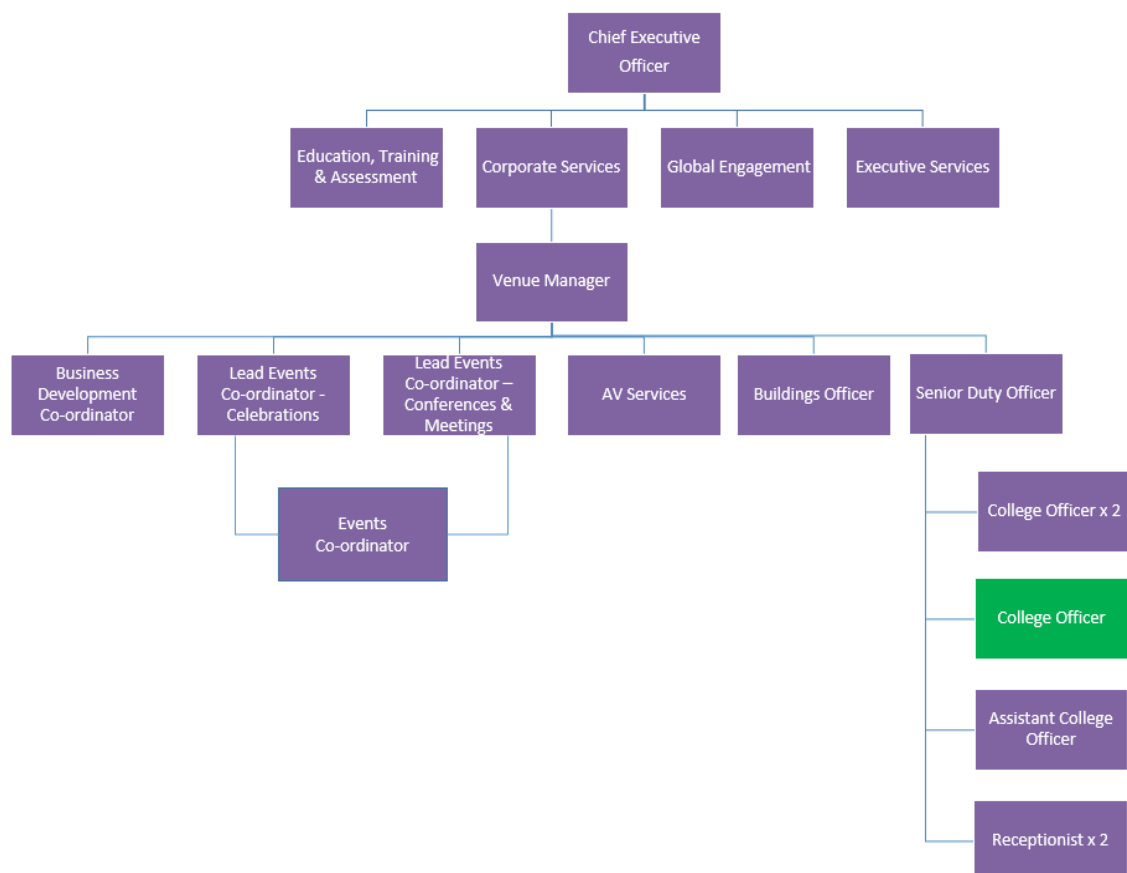 Chief Executive
Officer
Education, Training
& Assessment
Corporate Services
Global Engagement
Executive Services
Venue Manager
Business
Development
Co-ordinator
Lead Events
Co-ordinator -
Celebrations
Lead Events
Co-ordinator –
Conferences &
Meetings
AV Services
Buildings Officer
Senior Duty Officer
Events
Co-ordinator
College Officer x 2
College Officer
Assistant College
Officer
Receptionist x 2